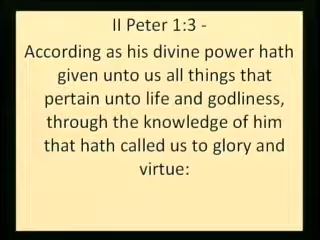 II Peter 1:3 -
According as his divine power hath
given unto us all things that
pertain unto life and godliness,
through the knowledge of him
that hath called us to glory and
virtue: